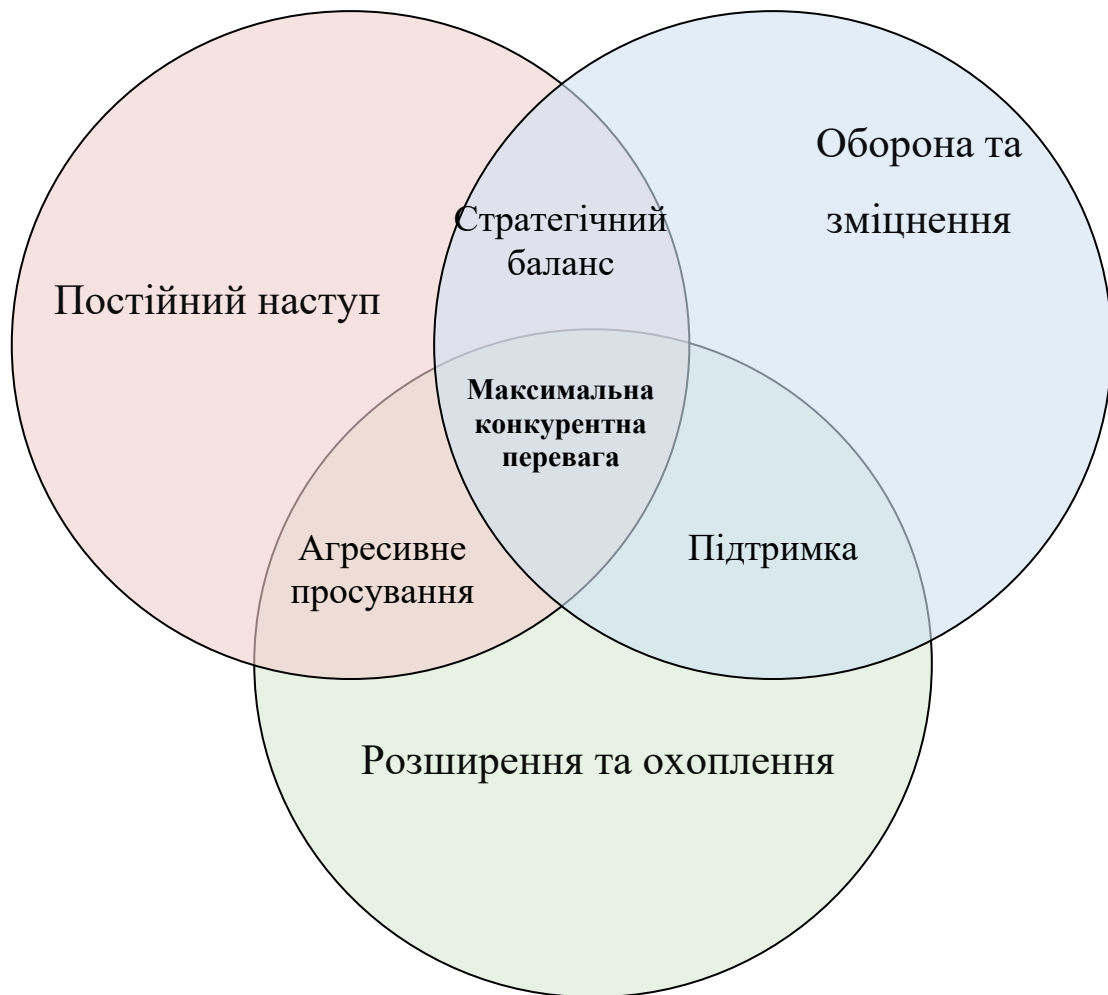 Оборона та
зміцнення
Стратегічний
баланс
Постійний наступ
Максимальна
конкурентна
перевага
Агресивне
просування
Підтримка
Розширення та охоплення